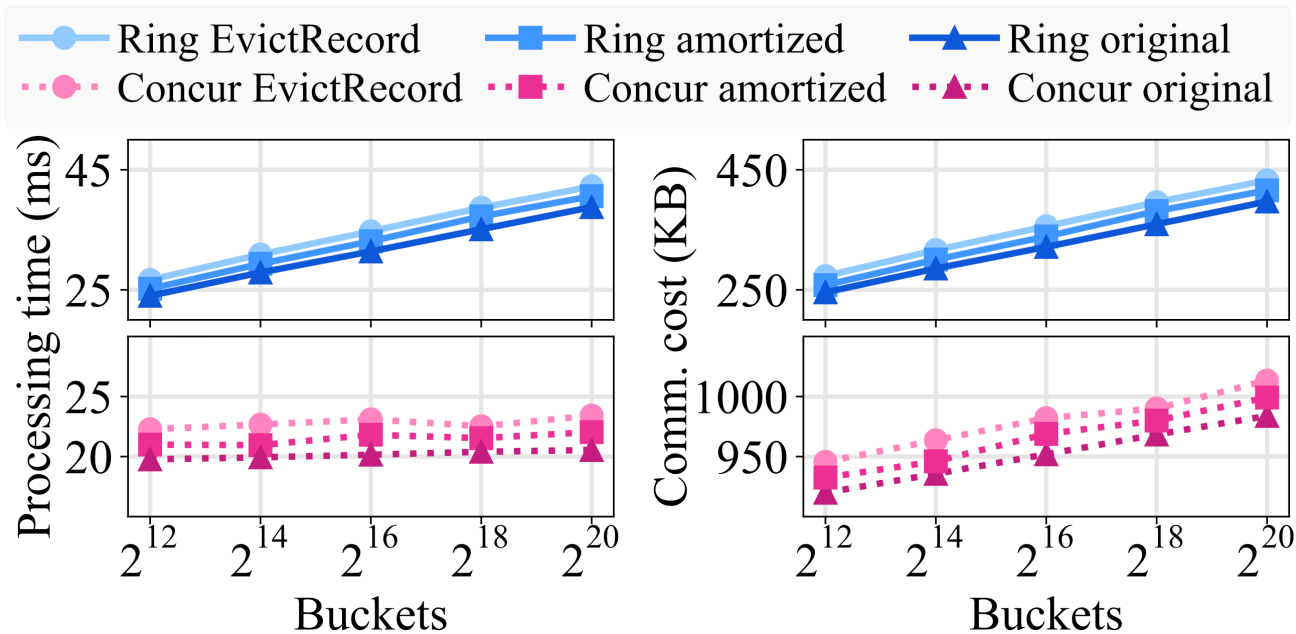 Ring EvictRecord Ring amortized Ring original
Concur EvictRecord Concur amortized Concur original
Processing time (ms)
45
25
25
20
2^12 2^14 2^16 2^18 2^20
Buckets
Comm. cost (KB)
450
250
1000
950
2^12 2^14 2^16 2^18 2^20
Buckets